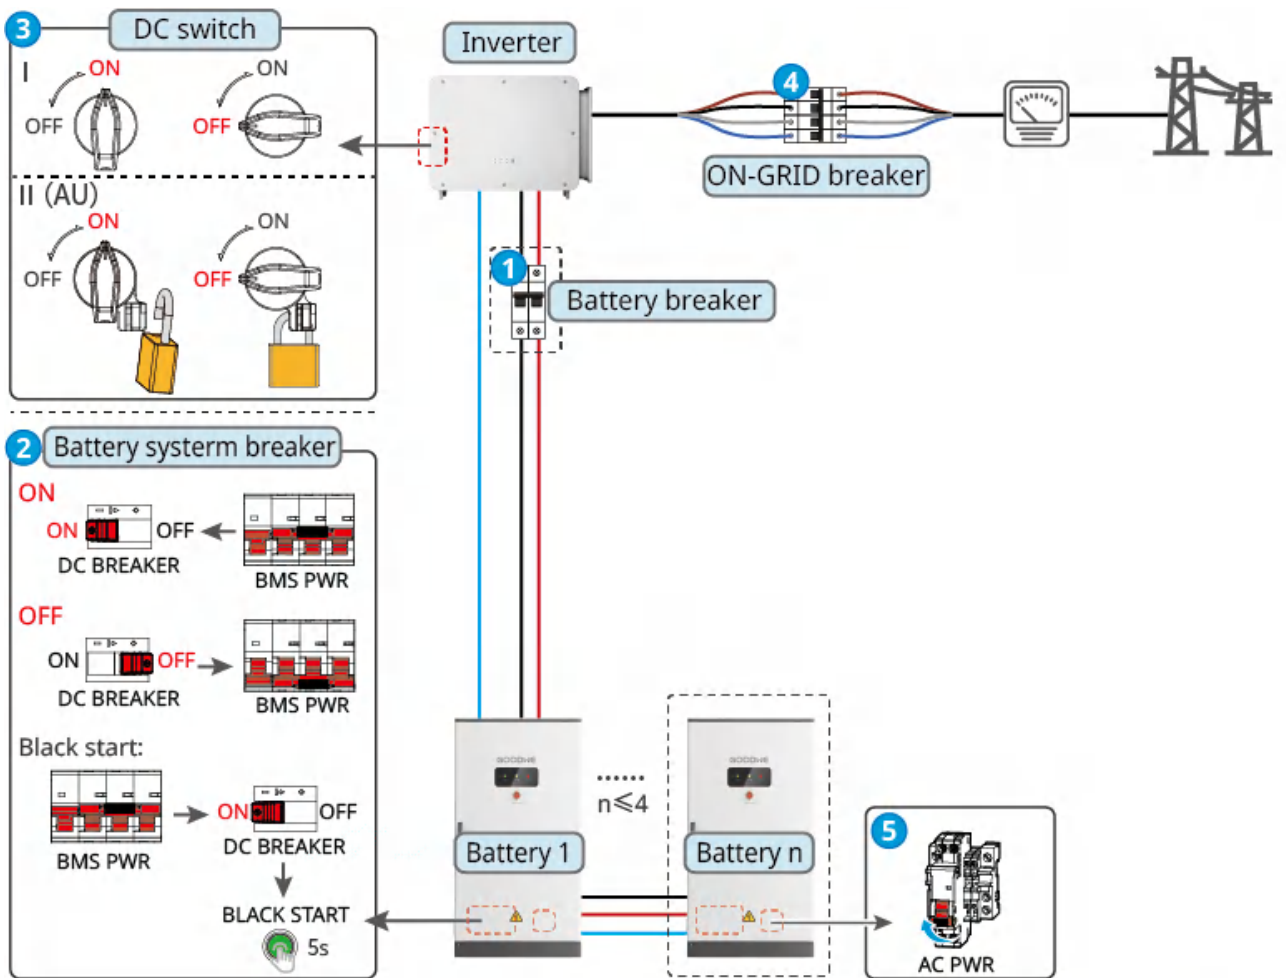 3 DC switch
I
ON
OFF
ON
OFF
II (AU)
ON
OFF
ON
OFF
Inverter
4
ON-GRID breaker
1
Battery breaker
2 Battery systerm breaker
ON
ON OFF
DC BREAKER
BMS PWR
OFF
ON OFF
DC BREAKER
BMS PWR
Black start:
BMS PWR
ON OFF
DC BREAKER
BLACK START
5s
GOODWE
GOODWE
......
n≤4
Battery 1
Battery n
5
AC PWR